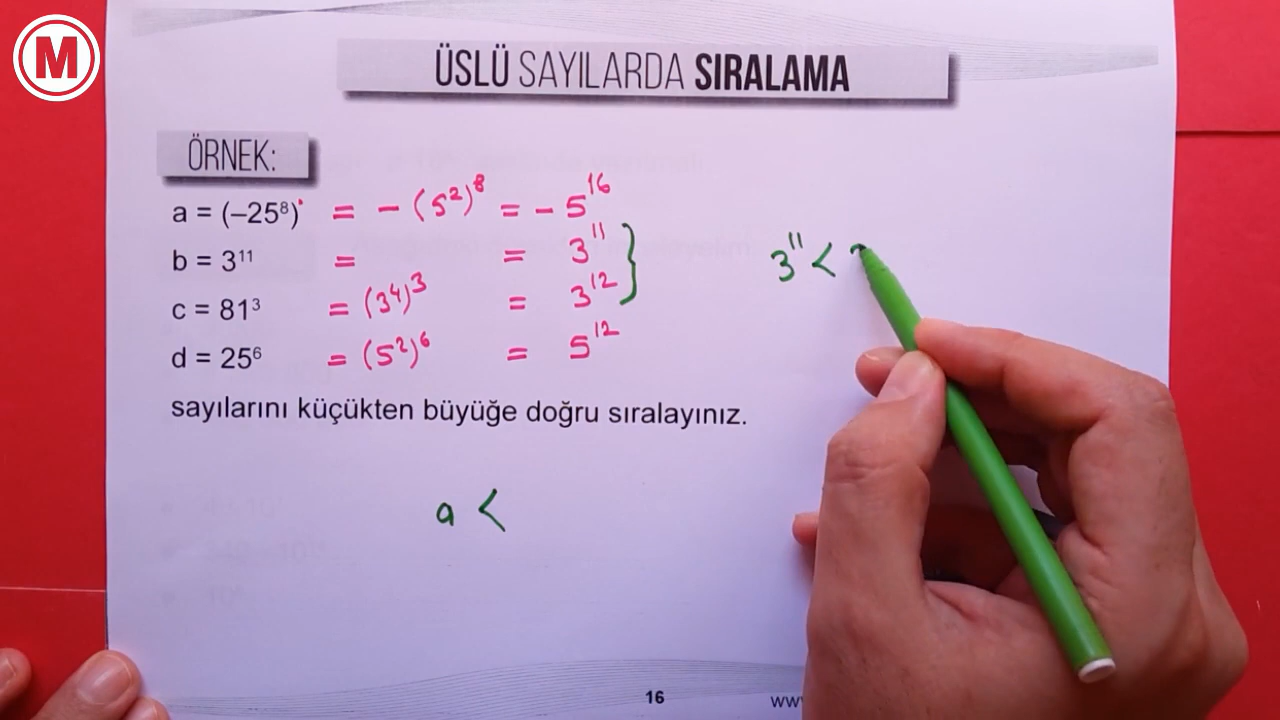 M
ÜSLÜ SAYILARDA SIRALAMA
ÖRNEK:
a = (–25⁸) = - (5²)⁸ = - 5¹⁶
b = 3¹¹ = = 3¹¹
c = 81³ = (3⁴)³ = 3¹²
d = 25⁶ = (5²)⁶ = 5¹²
3¹¹ <
sayılarını küçükten büyüğe doğru sıralayınız.
a <
16
www